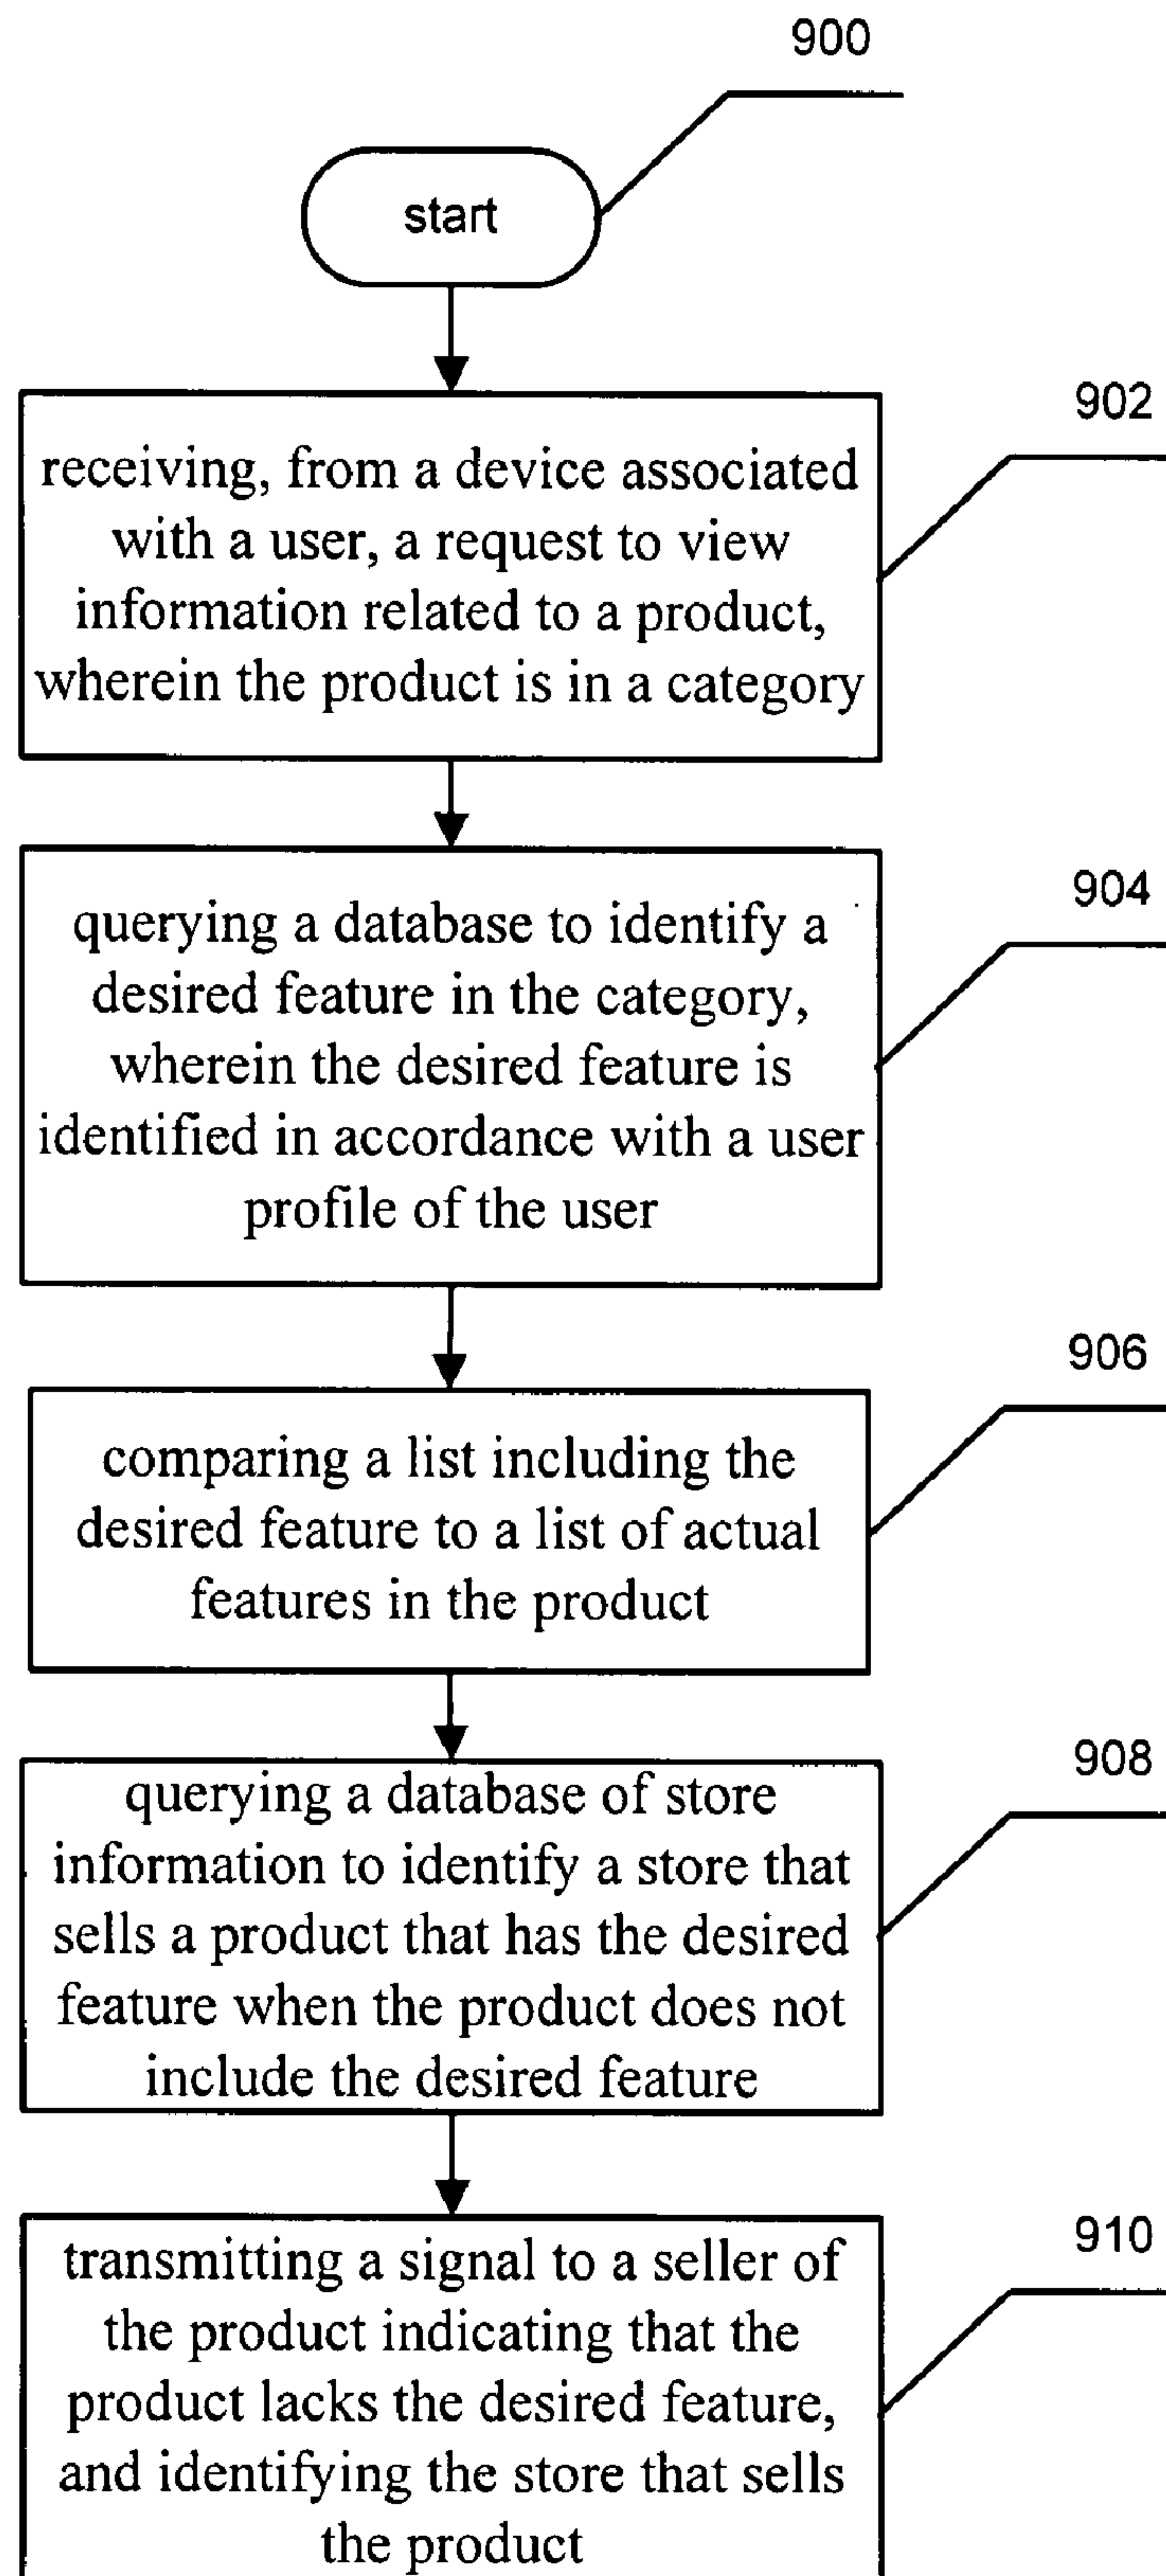 900
start
902
receiving, from a device associated
with a user, a request to view
information related to a product,
wherein the product is in a category
904
querying a database to identify a
desired feature in the category,
wherein the desired feature is
identified in accordance with a user
profile of the user
906
comparing a list including the
desired feature to a list of actual
features in the product
908
querying a database of store
information to identify a store that
sells a product that has the desired
feature when the product does not
include the desired feature
910
transmitting a signal to a seller of
the product indicating that the
product lacks the desired feature,
and identifying the store that sells
the product